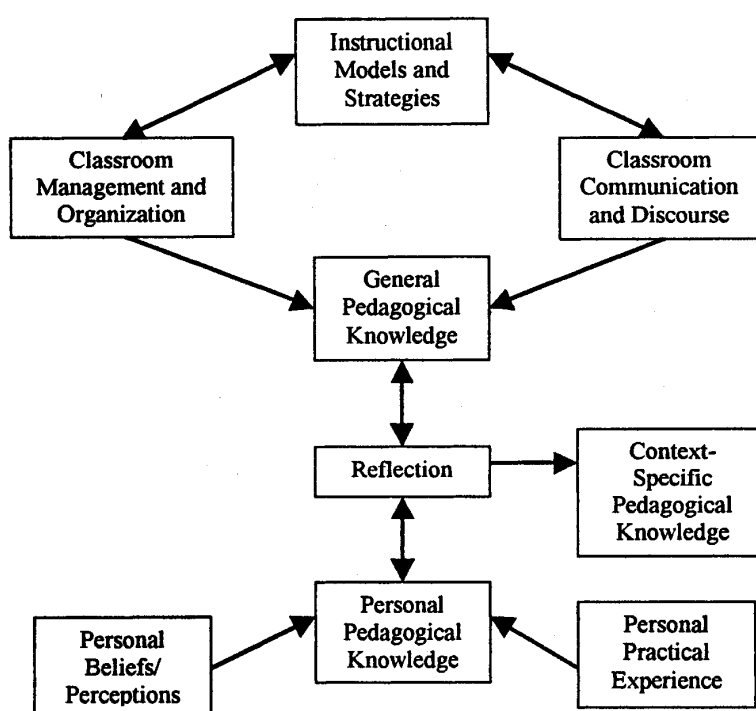 Instructional
Models and
Strategies
Classroom
Management and
Organization
Classroom
Communication
and Discourse
General
Pedagogical
Knowledge
Reflection
Context-
Specific
Pedagogical
Knowledge
Personal
Beliefs/
Perceptions
Personal
Pedagogical
Knowledge
Personal
Practical
Experience